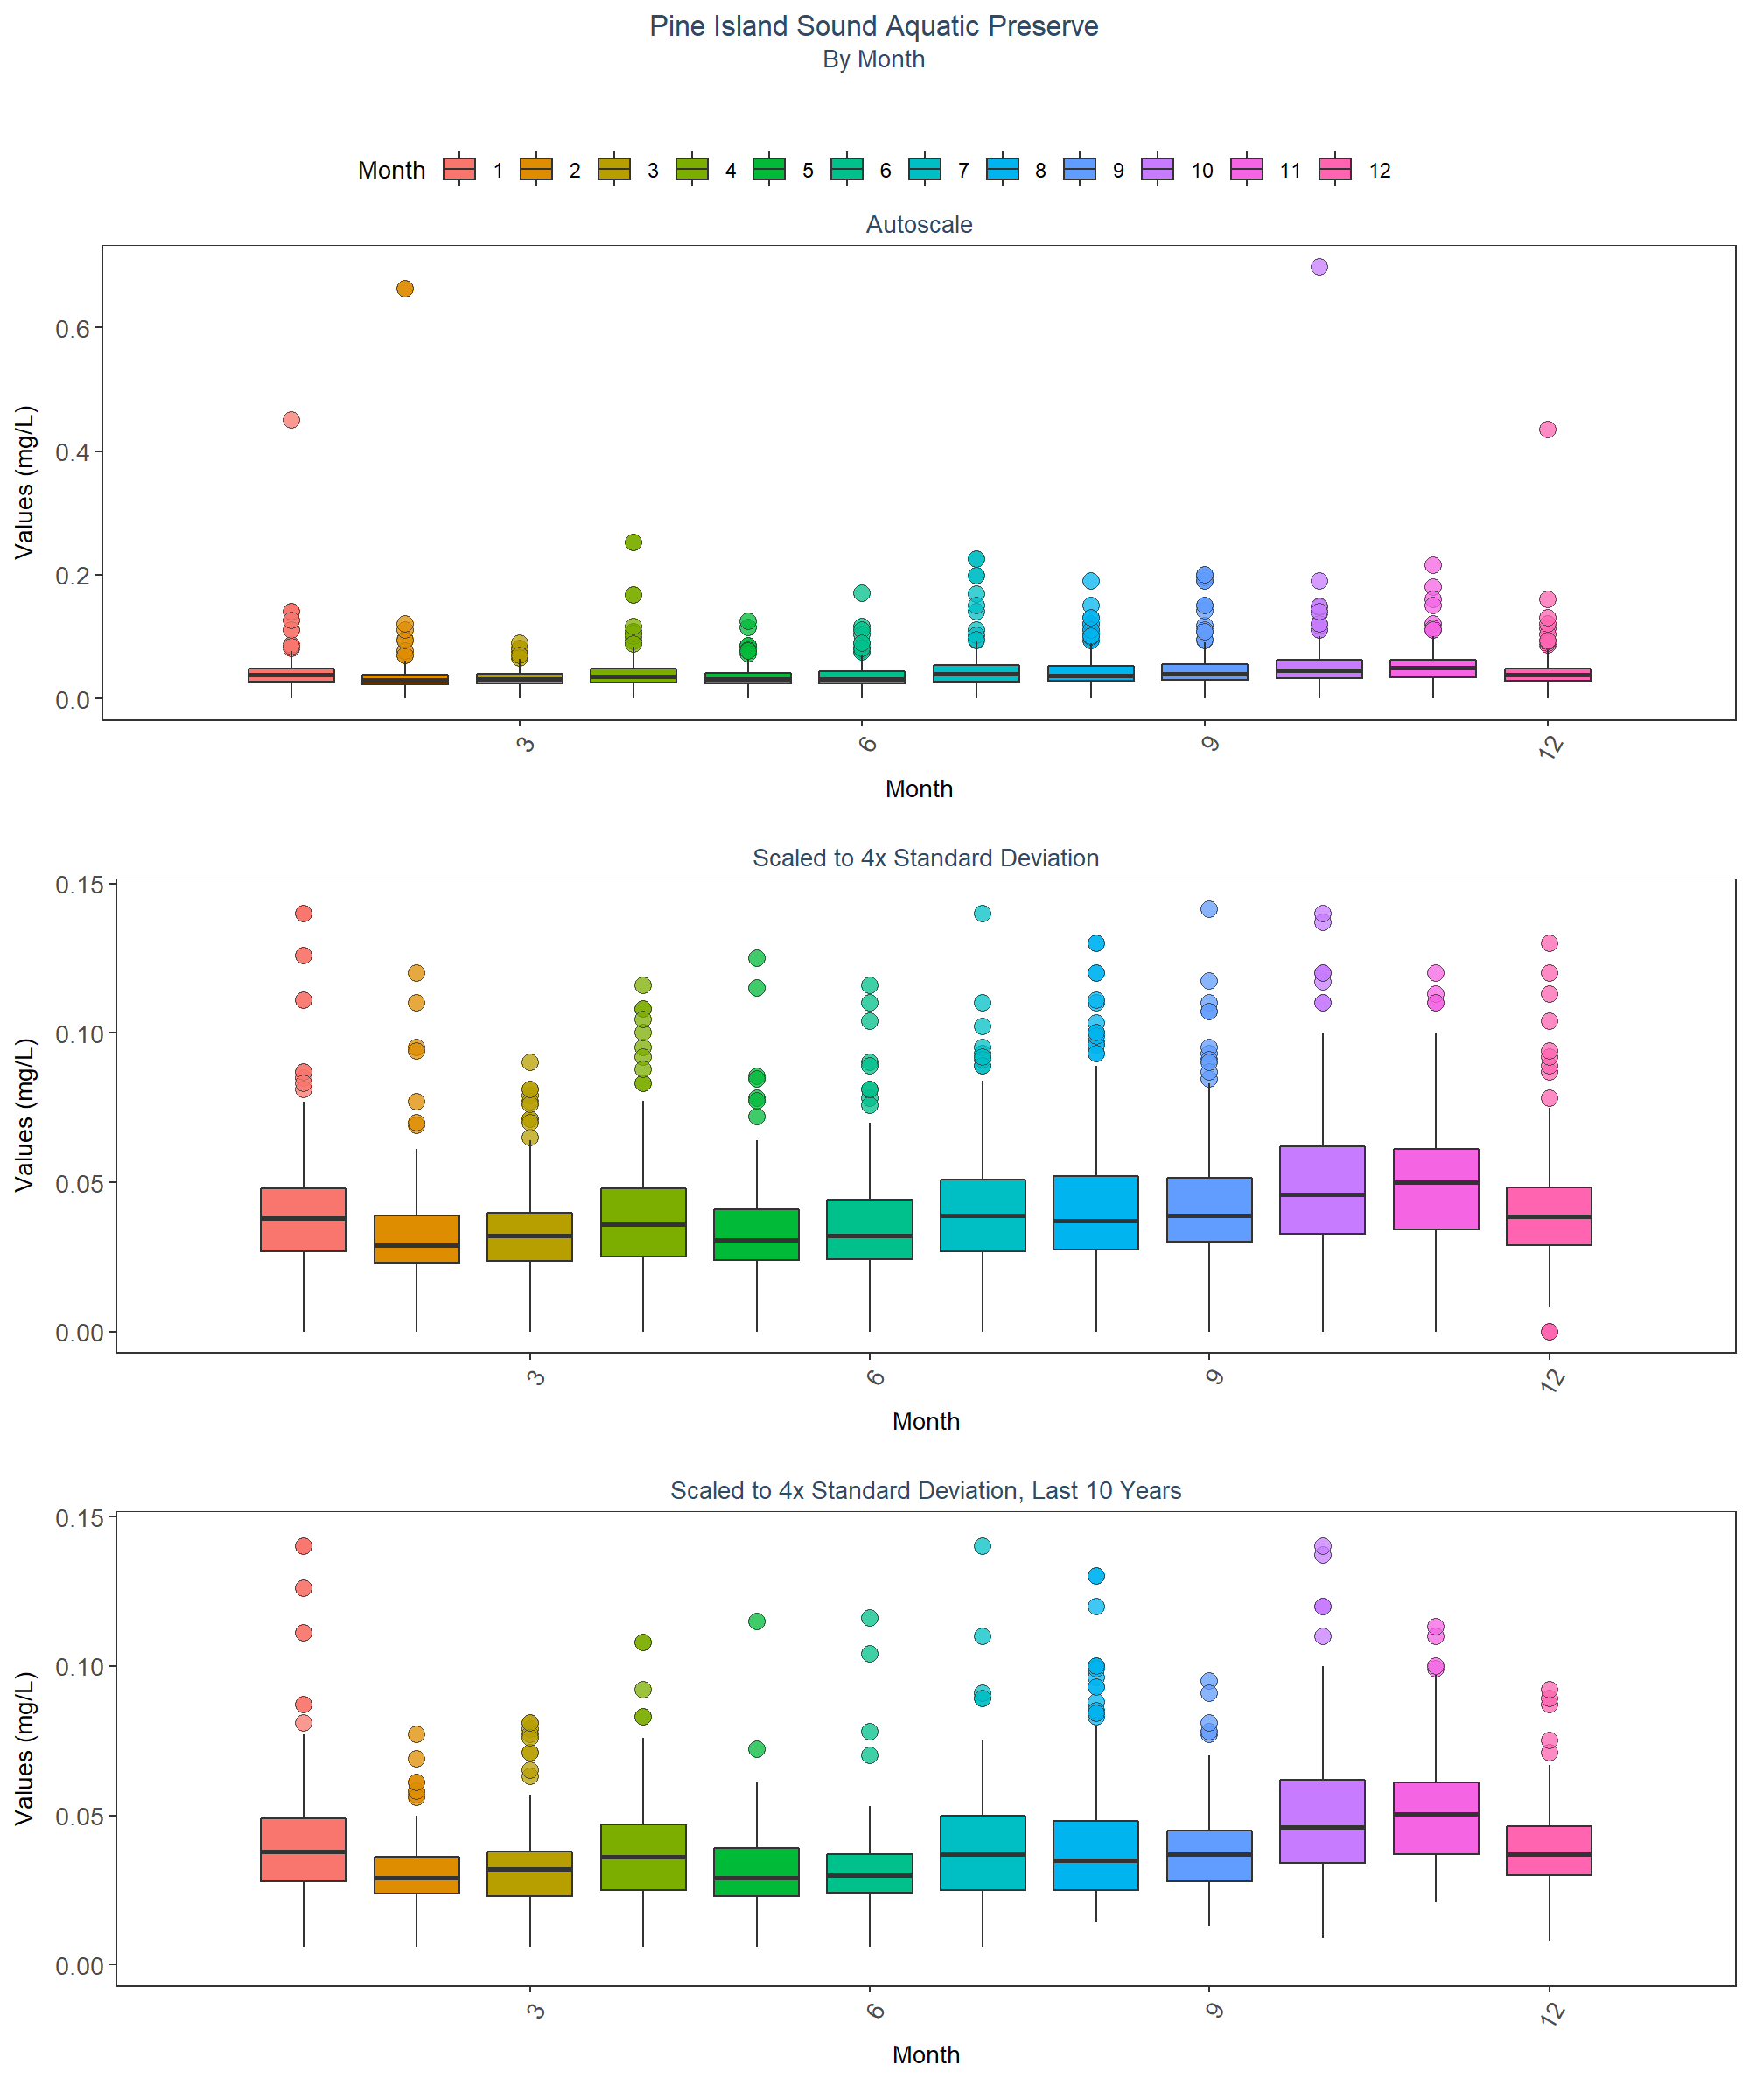 Pine Island Sound Aquatic Preserve
By Month
Month 1 2 3 4 5 6 7 8 9 10 11 12
Autoscale
Values (mg/L)
0.6
0.4
0.2
0.0
3 6 9 12
Month
Scaled to 4x Standard Deviation
Values (mg/L)
0.15
0.10
0.05
0.00
3 6 9 12
Month
Scaled to 4x Standard Deviation, Last 10 Years
Values (mg/L)
0.15
0.10
0.05
0.00
3 6 9 12
Month